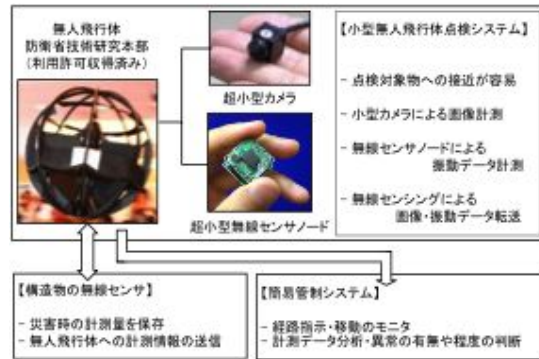 無人飛行体
防衛省技術研究本部
(利用許可取得済み)
超小型カメラ
超小型無線センサノード
【小型無人飛行体点検システム】
- 点検対象物への接近が容易
- 小型カメラによる画像計測
- 無線センサノードによる
振動データ計測
- 無線センシングによる
画像・振動データ転送
【構造物の無線センサ】
- 災害時の計測量を保存
- 無人飛行体への計測情報の送信
【簡易管制システム】
- 経路指示・移動のモニタ
- 計測データ分析・異常の有無や程度の判断